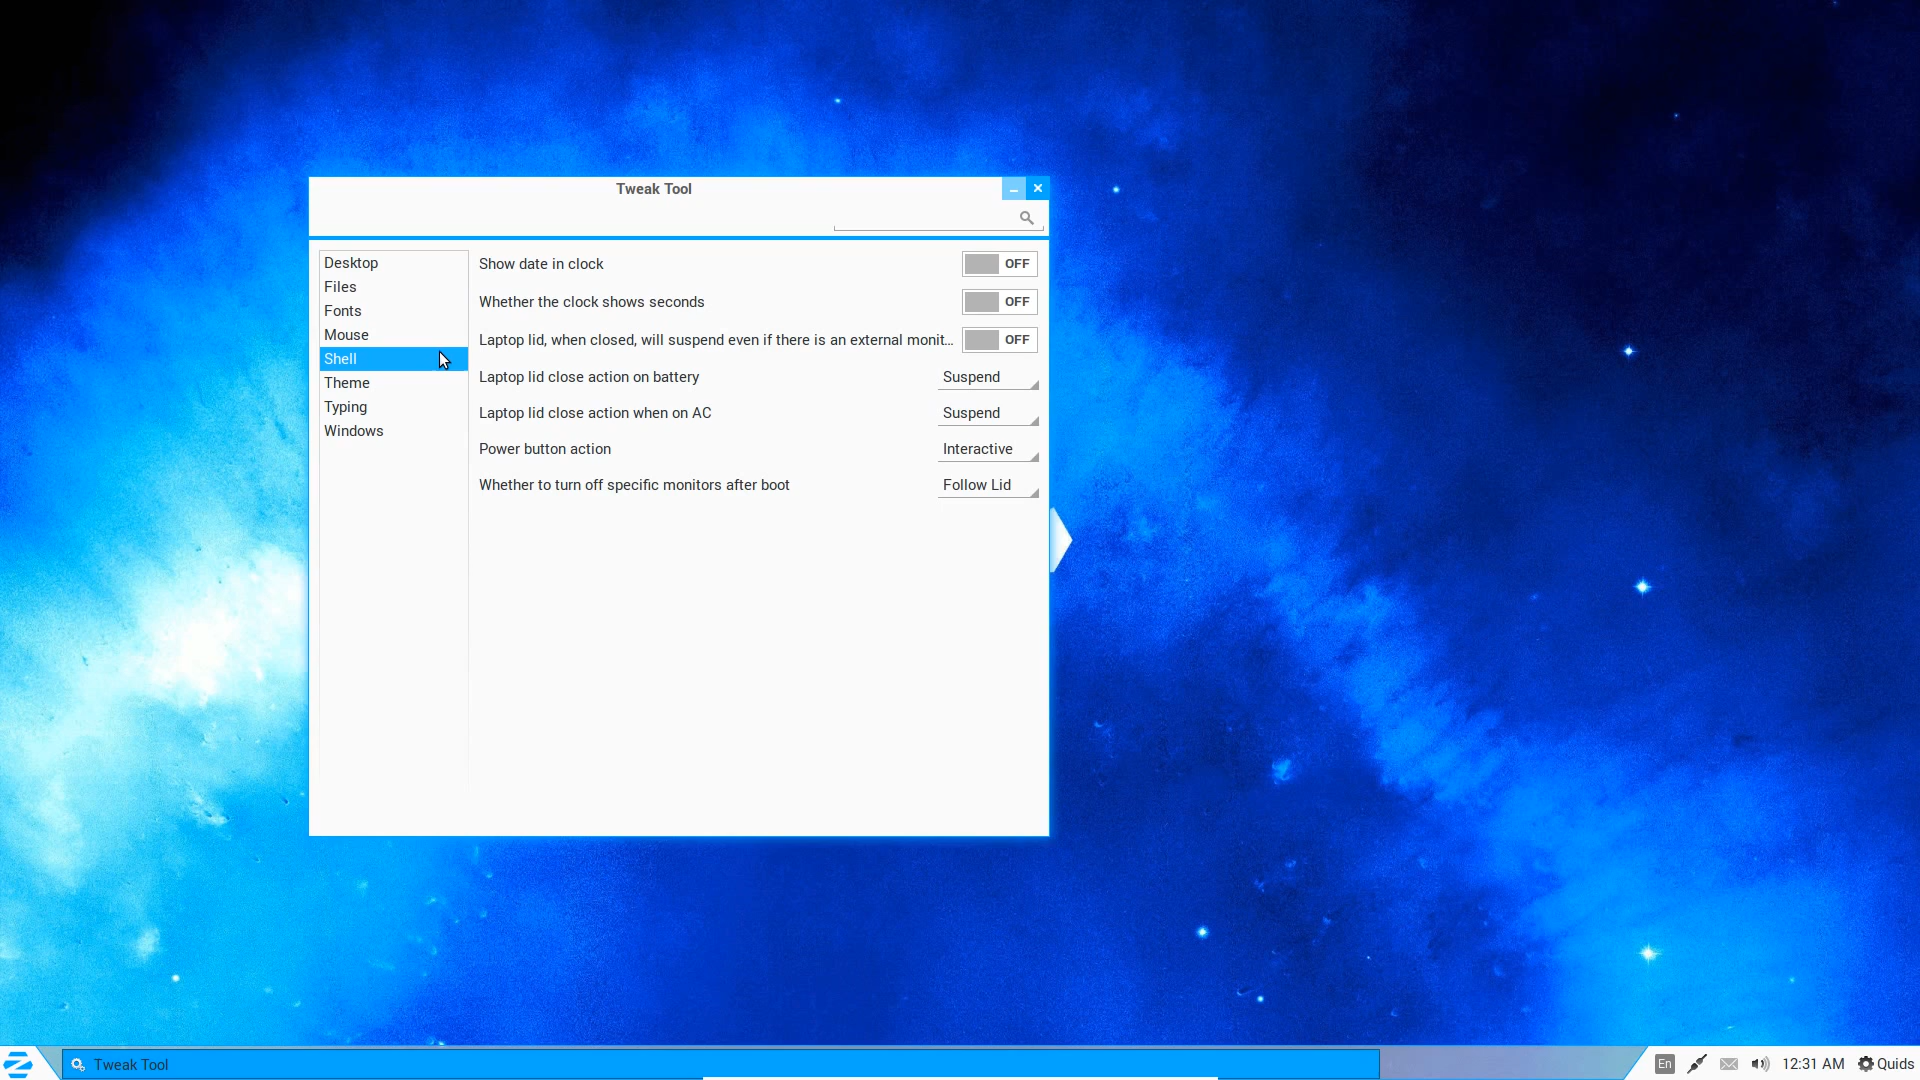 Tweak Tool
Desktop
Files
Fonts
Mouse
Shell
Theme
Typing
Windows
Show date in clock OFF
Whether the clock shows seconds OFF
Laptop lid, when closed, will suspend even if there is an external monit... OFF
Laptop lid close action on battery Suspend
Laptop lid close action when on AC Suspend
Power button action Interactive
Whether to turn off specific monitors after boot Follow Lid
Tweak Tool
En 12:31 AM Quids